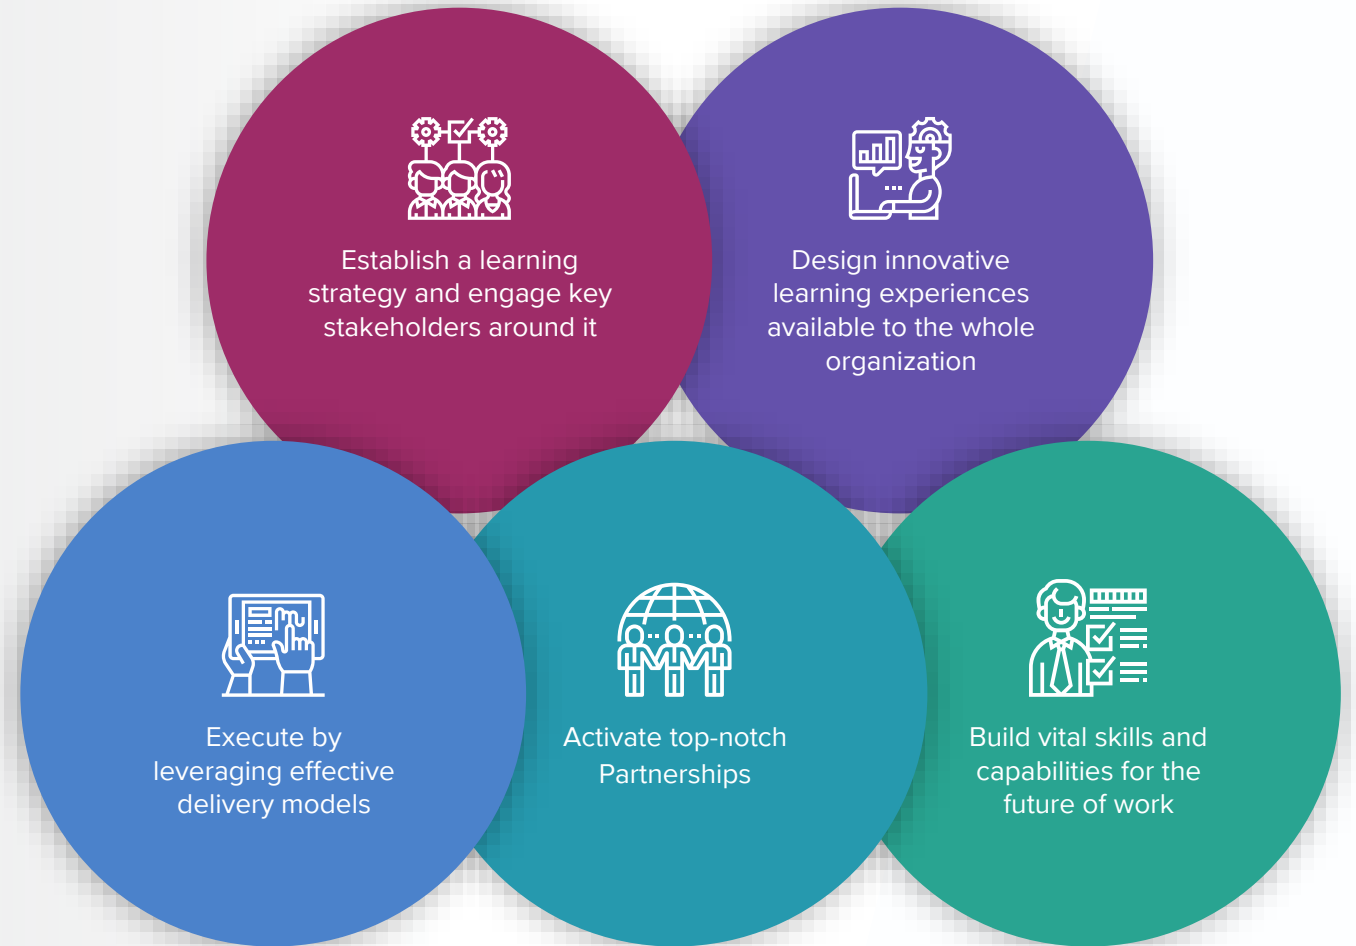 Establish a learning
strategy and engage key
stakeholders around it
Design innovative
learning experiences
available to the whole
organization
Execute by
leveraging effective
delivery models
Activate top-notch
Partnerships
Build vital skills and
capabilities for the
future of work